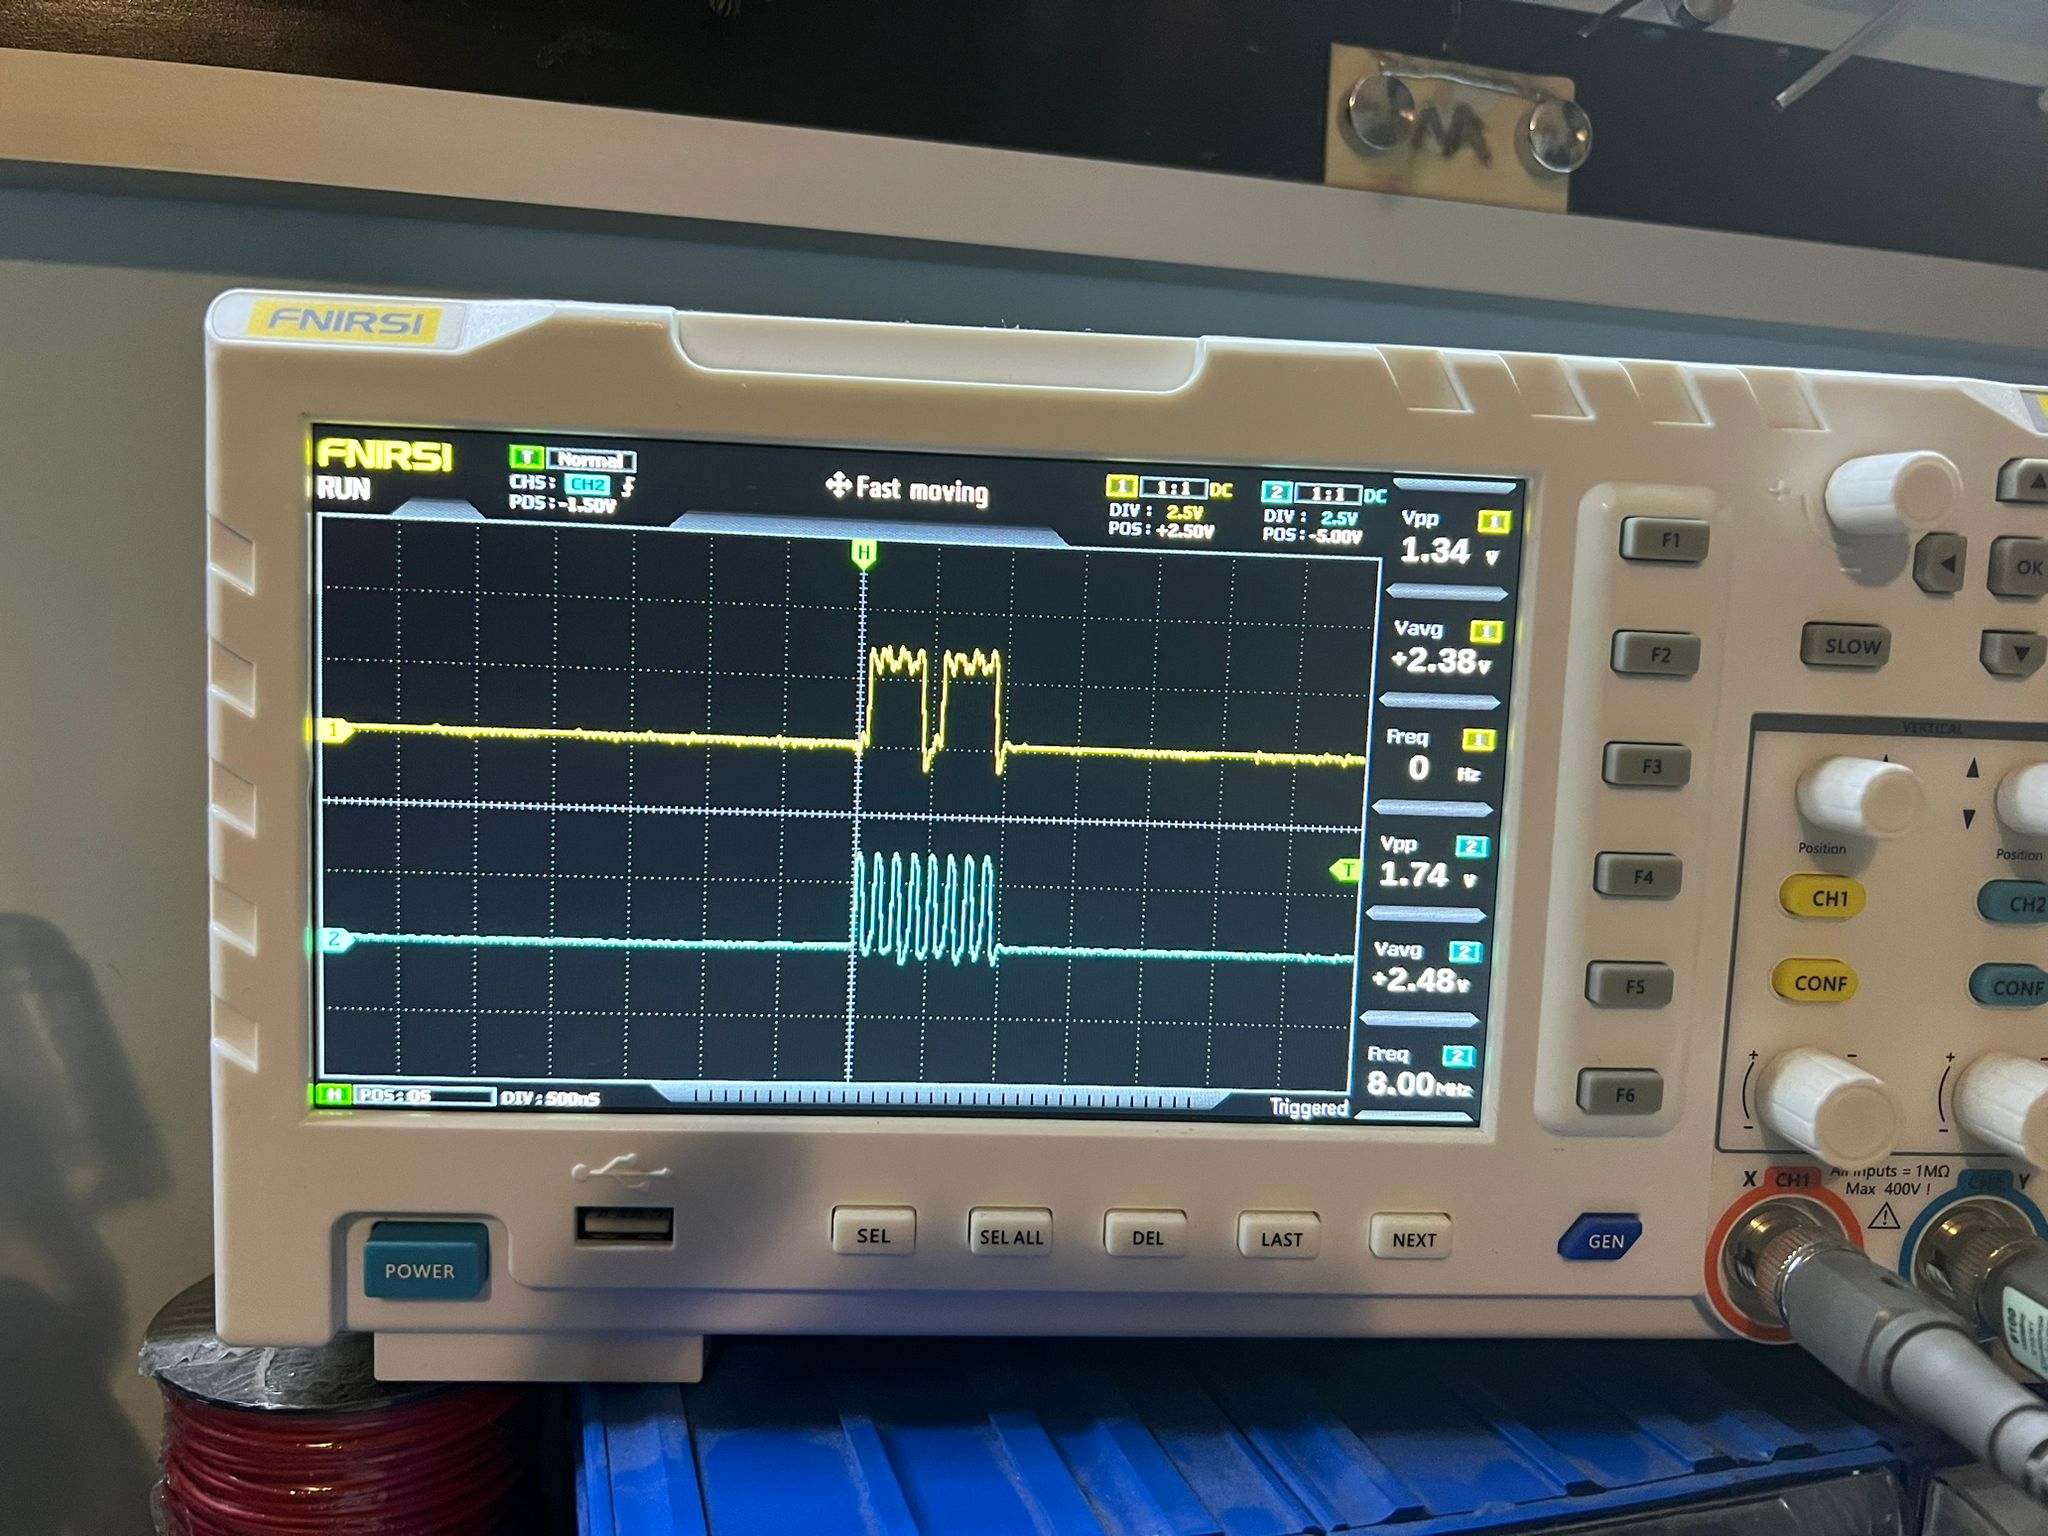 NA
FNIRSI
FNIRSI
RUN
T Normal
CHS: CH2
POS:-1.50V
Fast moving
1 1:1 DC
DIV: 2.5V
POS:+2.50V
2 1:1 DC
DIV: 2.5V
POS:-5.00V
Vpp 1
1.34 V
Vavg 1
+2.38V
Freq 1
0 Hz
Vpp 2
1.74 V
Vavg 2
+2.48V
Freq 2
8.00MHz
H
1
T
2
H POS:0S DIV:500nS
Triggered
F1
F2
F3
F4
F5
F6
OK
SLOW
VERTICAL
Position
Position
CH1
CH2
CONF
CONF
All inputs = 1MΩ
Max 400V !
X CH1
Y
POWER
SEL
SEL ALL
DEL
LAST
NEXT
GEN